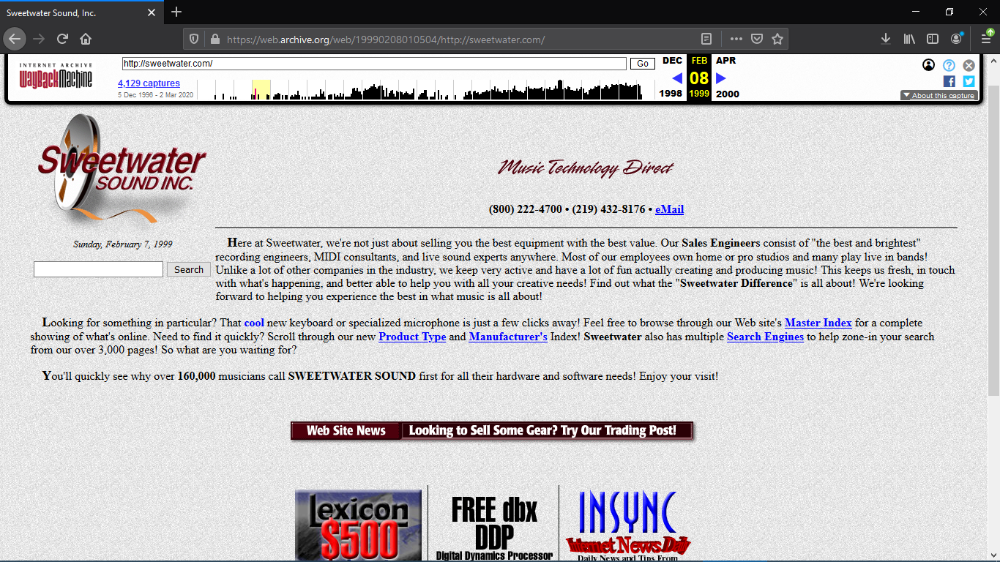 Sweetwater Sound, Inc.
https://web.archive.org/web/19990208010504/http://sweetwater.com/
INTERNET ARCHIVE
WayBackMachine
http://sweetwater.com/
Go
4,129 captures
5 Dec 1996 - 2 Mar 2020
DEC FEB APR
08
1998 1999 2000
About this capture
Sweetwater
SOUND INC.
Music Technology Direct
(800) 222-4700 • (219) 432-8176 • eMail
Sunday, February 7, 1999
Search
Here at Sweetwater, we're not just about selling you the best equipment with the best value. Our Sales Engineers consist of "the best and brightest"
recording engineers, MIDI consultants, and live sound experts anywhere. Most of our employees own home or pro studios and many play live in bands!
Unlike a lot of other companies in the industry, we keep very active and have a lot of fun actually creating and producing music! This keeps us fresh, in touch
with what's happening, and better able to help you with all your creative needs! Find out what the "Sweetwater Difference" is all about! We're looking
forward to helping you experience the best in what music is all about!
Looking for something in particular? That cool new keyboard or specialized microphone is just a few clicks away! Feel free to browse through our Web site's Master Index for a complete
showing of what's online. Need to find it quickly? Scroll through our new Product Type and Manufacturer's Index! Sweetwater also has multiple Search Engines to help zone-in your search
from our over 3,000 pages! So what are you waiting for?
You'll quickly see why over 160,000 musicians call SWEETWATER SOUND first for all their hardware and software needs! Enjoy your visit!
Web Site News
Looking to Sell Some Gear? Try Our Trading Post!
Lexicon
$500
FREE dbx
DDP
Digital Dynamics Processor
INSYNC
Internet News Daily
Daily News and Tips From